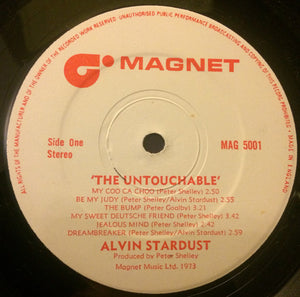 ALL RIGHTS OF THE MANUFACTURER AND OF THE OWNER OF THE RECORDED WORK RESERVED. UNAUTHORISED PUBLIC PERFORMANCE BROADCASTING AND COPYING OF THIS RECORD PROHIBITED • MADE IN ENGLAND
MAGNET
Side One
Stereo
MAG 5001
'THE UNTOUCHABLE'
MY COO CA CHOO (Peter Shelley) 2.50
BE MY JUDY (Peter Shelley/Alvin Stardust) 2.55
THE BUMP (Peter Goalby) 3.21
MY SWEET DEUTSCHE FRIEND (Peter Shelley) 3.42
JEALOUS MIND (Peter Shelley) 2.42
DREAMBREAKER (Peter Shelley/Alvin Stardust) 2.59
ALVIN STARDUST
Produced by Peter Shelley
Magnet Music Ltd. 1973